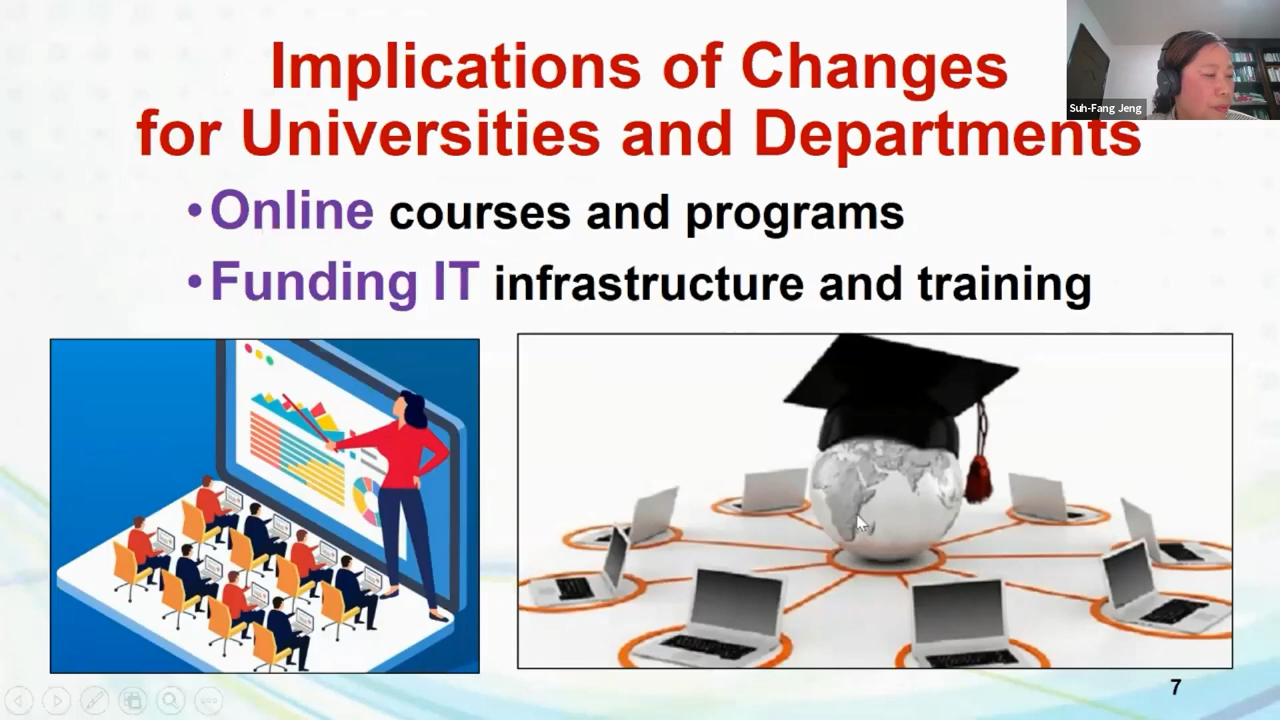 Implications of Changes
for Universities and Departments
Suh-Fang Jeng
•Online courses and programs
•Funding IT infrastructure and training
7